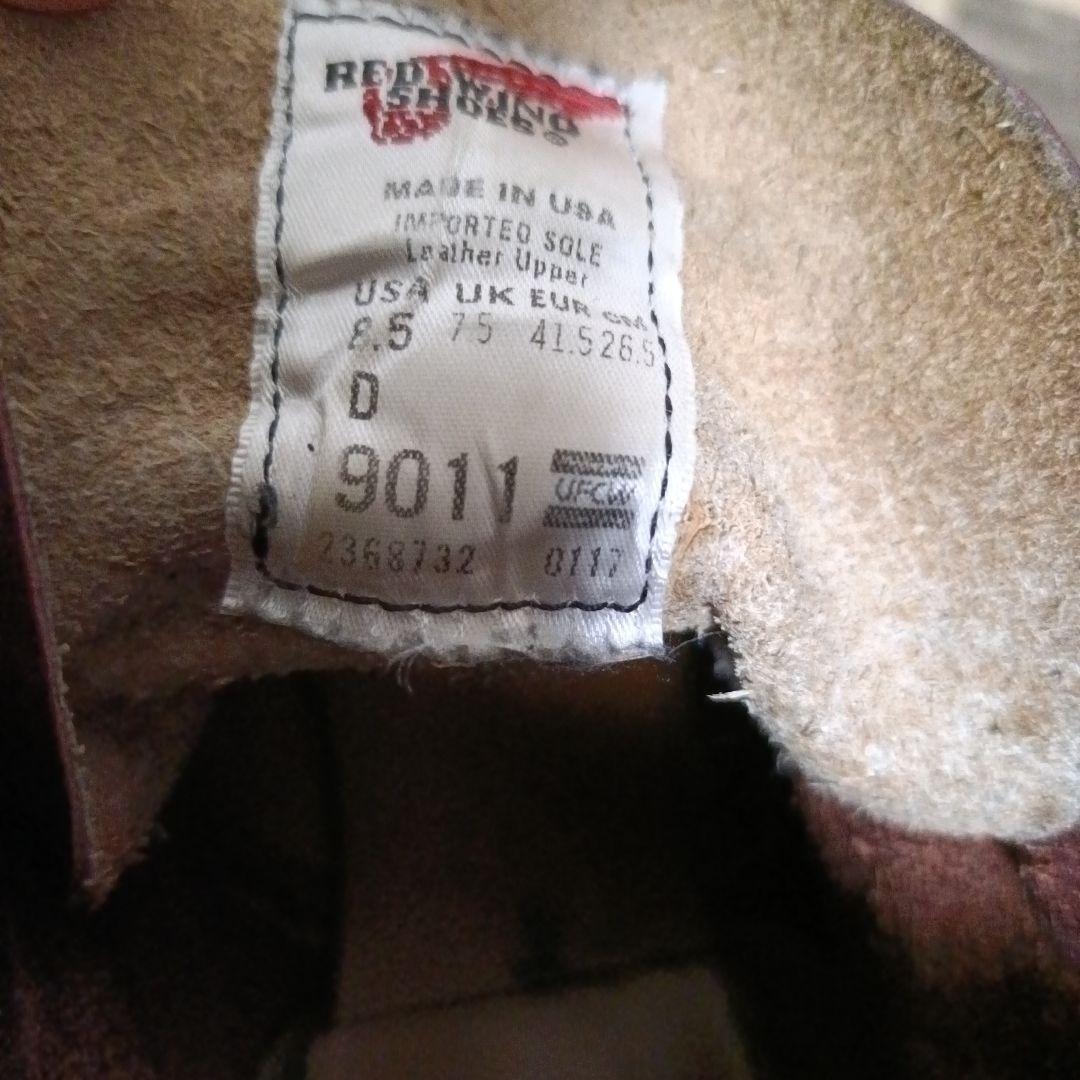 RED WING
SHOES®
MADE IN USA
IMPORTED SOLE
Leather Upper
USA UK EUR CM
8.5 7.5 41.5 26.5
D
9011
UFCW
2368732 0117